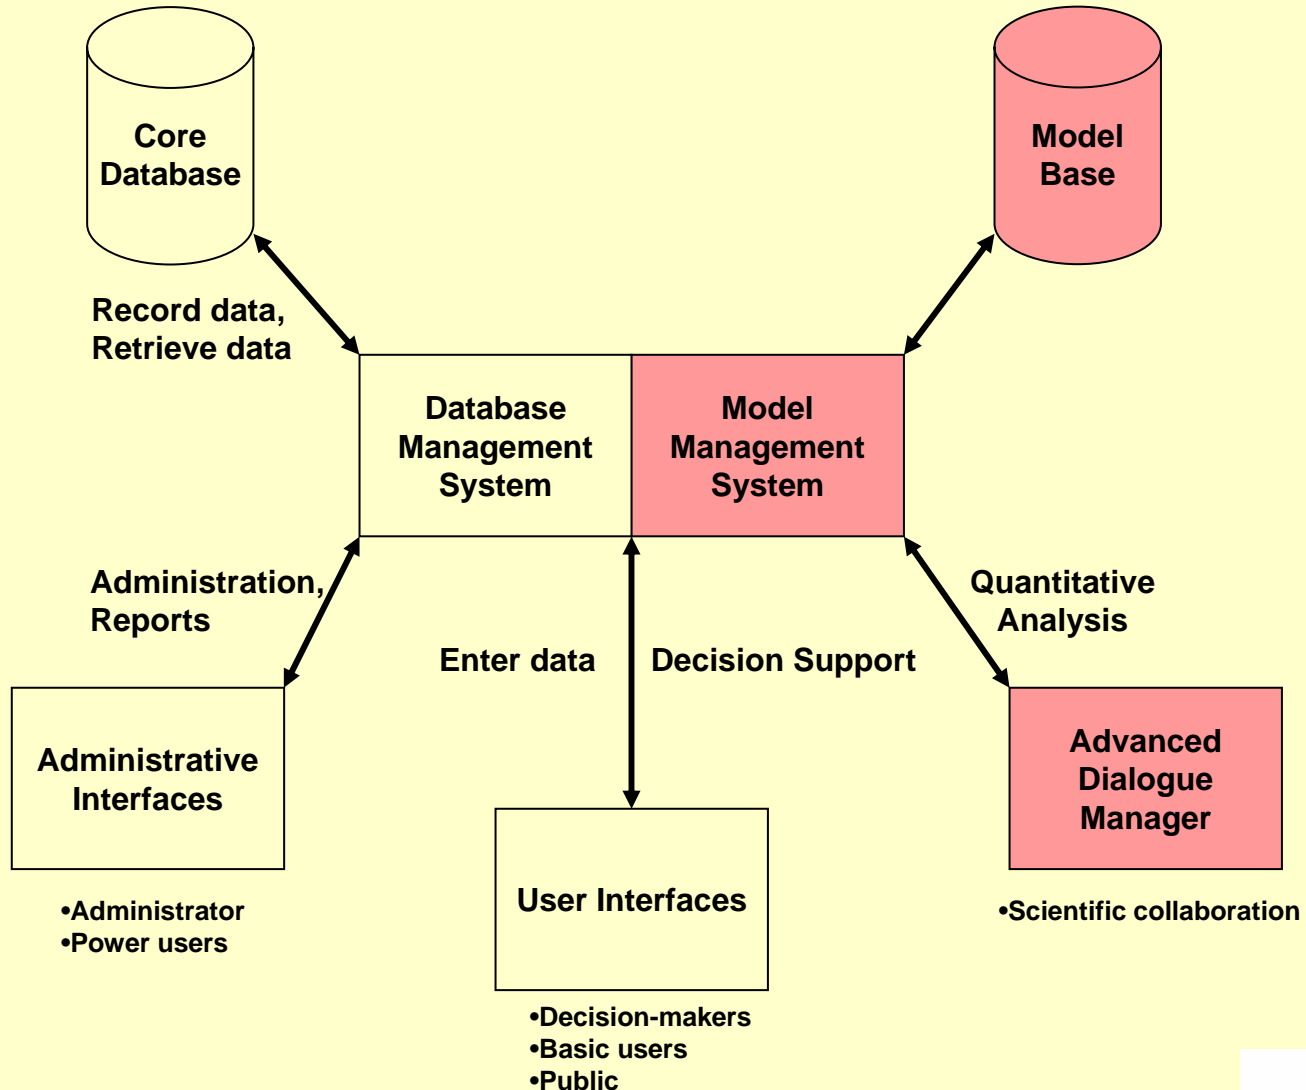 Core
Database
Model
Base
Record data,
Retrieve data
Database
Management
System
Model
Management
System
Administration,
Reports
Quantitative
Analysis
Enter data
Decision Support
Administrative
Interfaces
Advanced
Dialogue
Manager
User Interfaces
•Administrator
•Power users
•Scientific collaboration
•Decision-makers
•Basic users
•Public